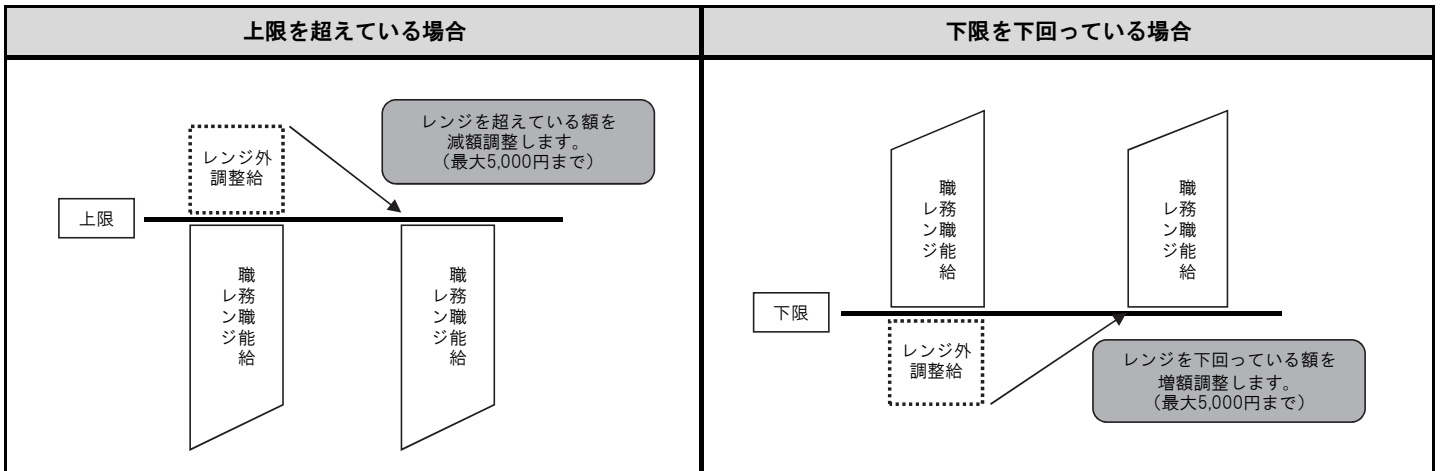 上限を超えている場合
下限を下回っている場合
レンジ外
調整給
レンジを超えている額を
減額調整します。
（最大5,000円まで）
上限
職務職能給
レンジ
職務職能給
レンジ
職務職能給
レンジ
職務職能給
レンジ
下限
レンジ外
調整給
レンジを下回っている額を
増額調整します。
（最大5,000円まで）